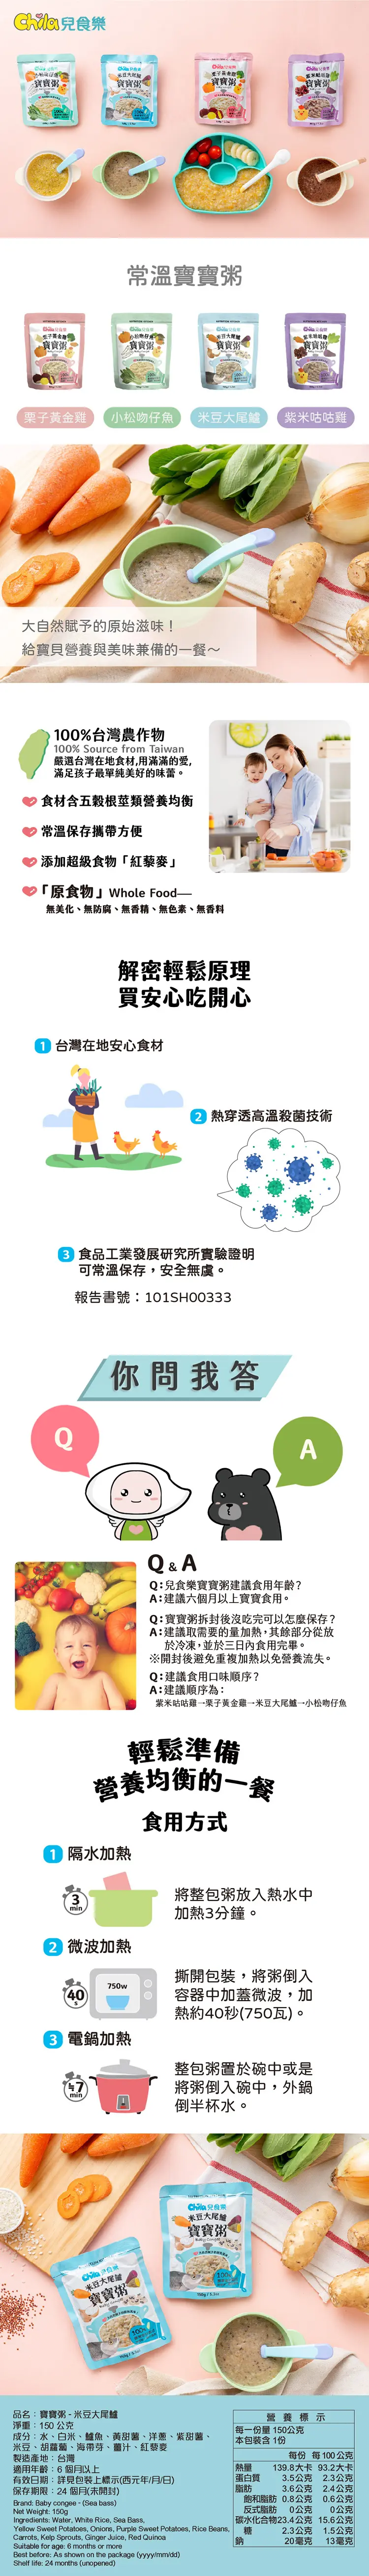 Chila 兒食樂
常溫寶寶粥
栗子黃金雞
小松吻仔魚
米豆大尾鱸
紫米咕咕雞
大自然賦予的原始滋味！
給寶貝營養與美味兼備的一餐～
100%台灣農作物
100% Source from Taiwan
嚴選台灣在地食材,用滿滿的愛,
滿足孩子最單純美好的味蕾。
食材含五穀根莖類營養均衡
常溫保存攜帶方便
添加超級食物「紅藜麥」
「原食物」Whole Food—
無美化、無防腐、無香精、無色素、無香料
解密輕鬆原理
買安心吃開心
1 台灣在地安心食材
2 熱穿透高溫殺菌技術
3 食品工業發展研究所實驗證明
可常溫保存，安全無虞。
報告書號：101SH00333
你問我答
Q
A
Q & A
Q:兒食樂寶寶粥建議食用年齡?
A:建議六個月以上寶寶食用。
Q:寶寶粥拆封後沒吃完可以怎麼保存?
A:建議取需要的量加熱,其餘部分從放
於冷凍,並於三日內食用完畢。
※開封後避免重複加熱以免營養流失。
Q:建議食用口味順序?
A:建議順序為:
紫米咕咕雞→栗子黃金雞→米豆大尾鱸→小松吻仔魚
輕鬆準備
營養均衡的一餐
食用方式
1 隔水加熱
3 min
將整包粥放入熱水中
加熱3分鐘。
2 微波加熱
40 s
750w
撕開包裝，將粥倒入
容器中加蓋微波，加
熱約40秒(750瓦)。
3 電鍋加熱
≒7 min
整包粥置於碗中或是
將粥倒入碗中，外鍋
倒半杯水。
Chila 兒食樂
米豆大尾鱸
寶寶粥
Chila 兒食樂
米豆大尾鱸
寶寶粥
品名：寶寶粥 - 米豆大尾鱸
淨重：150 公克
成分：水、白米、鱸魚、黃甜薯、洋蔥、紫甜薯、
米豆、胡蘿蔔、海帶芽、薑汁、紅藜麥
製造產地：台灣
適用年齡：6 個月以上
有效日期：詳見包裝上標示(西元年/月/日)
保存期限：24 個月(未開封)
Brand: Baby congee - (Sea bass)
Net Weight: 150g
Ingredients: Water, White Rice, Sea Bass,
Yellow Sweet Potatoes, Onions, Purple Sweet Potatoes, Rice Beans,
Carrots, Kelp Sprouts, Ginger Juice, Red Quinoa
Suitable for age: 6 months or more
Best before: As shown on the package (yyyy/mm/dd)
Shelf life: 24 months (unopened)
營養標示
每一份量 150公克
本包裝含 1份
每份 每 100 公克
熱量 139.8大卡 93.2大卡
蛋白質 3.5公克 2.3公克
脂肪 3.6公克 2.4公克
飽和脂肪 0.8公克 0.6公克
反式脂肪 0公克 0公克
碳水化合物 23.4公克 15.6公克
糖 2.3公克 1.5公克
鈉 20毫克 13毫克